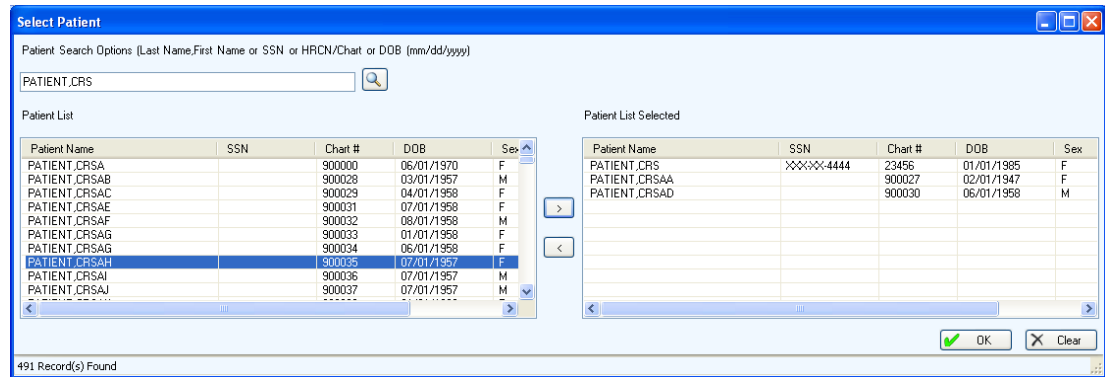 Select Patient
Patient Search Options (Last Name,First Name or SSN or HRCN/Chart or DOB (mm/dd/yyyy)
PATIENT,CRS
Patient List
Patient Name SSN Chart # DOB Sex
PATIENT,CRSA 900000 06/01/1970 F
PATIENT,CRSAB 900028 03/01/1957 M
PATIENT,CRSAC 900029 04/01/1958 F
PATIENT,CRSAE 900031 07/01/1958 F
PATIENT,CRSAF 900032 08/01/1958 M
PATIENT,CRSAG 900033 01/01/1958 F
PATIENT,CRSAG 900034 06/01/1958 F
PATIENT,CRSAH 900035 07/01/1957 F
PATIENT,CRSAI 900036 07/01/1957 M
PATIENT,CRSAJ 900037 07/01/1957 M
>
<
Patient List Selected
Patient Name SSN Chart # DOB Sex
PATIENT,CRS XXX-XX-4444 23456 01/01/1985 F
PATIENT,CRSAA 900027 02/01/1947 F
PATIENT,CRSAD 900030 06/01/1958 M
OK Clear
491 Record(s) Found